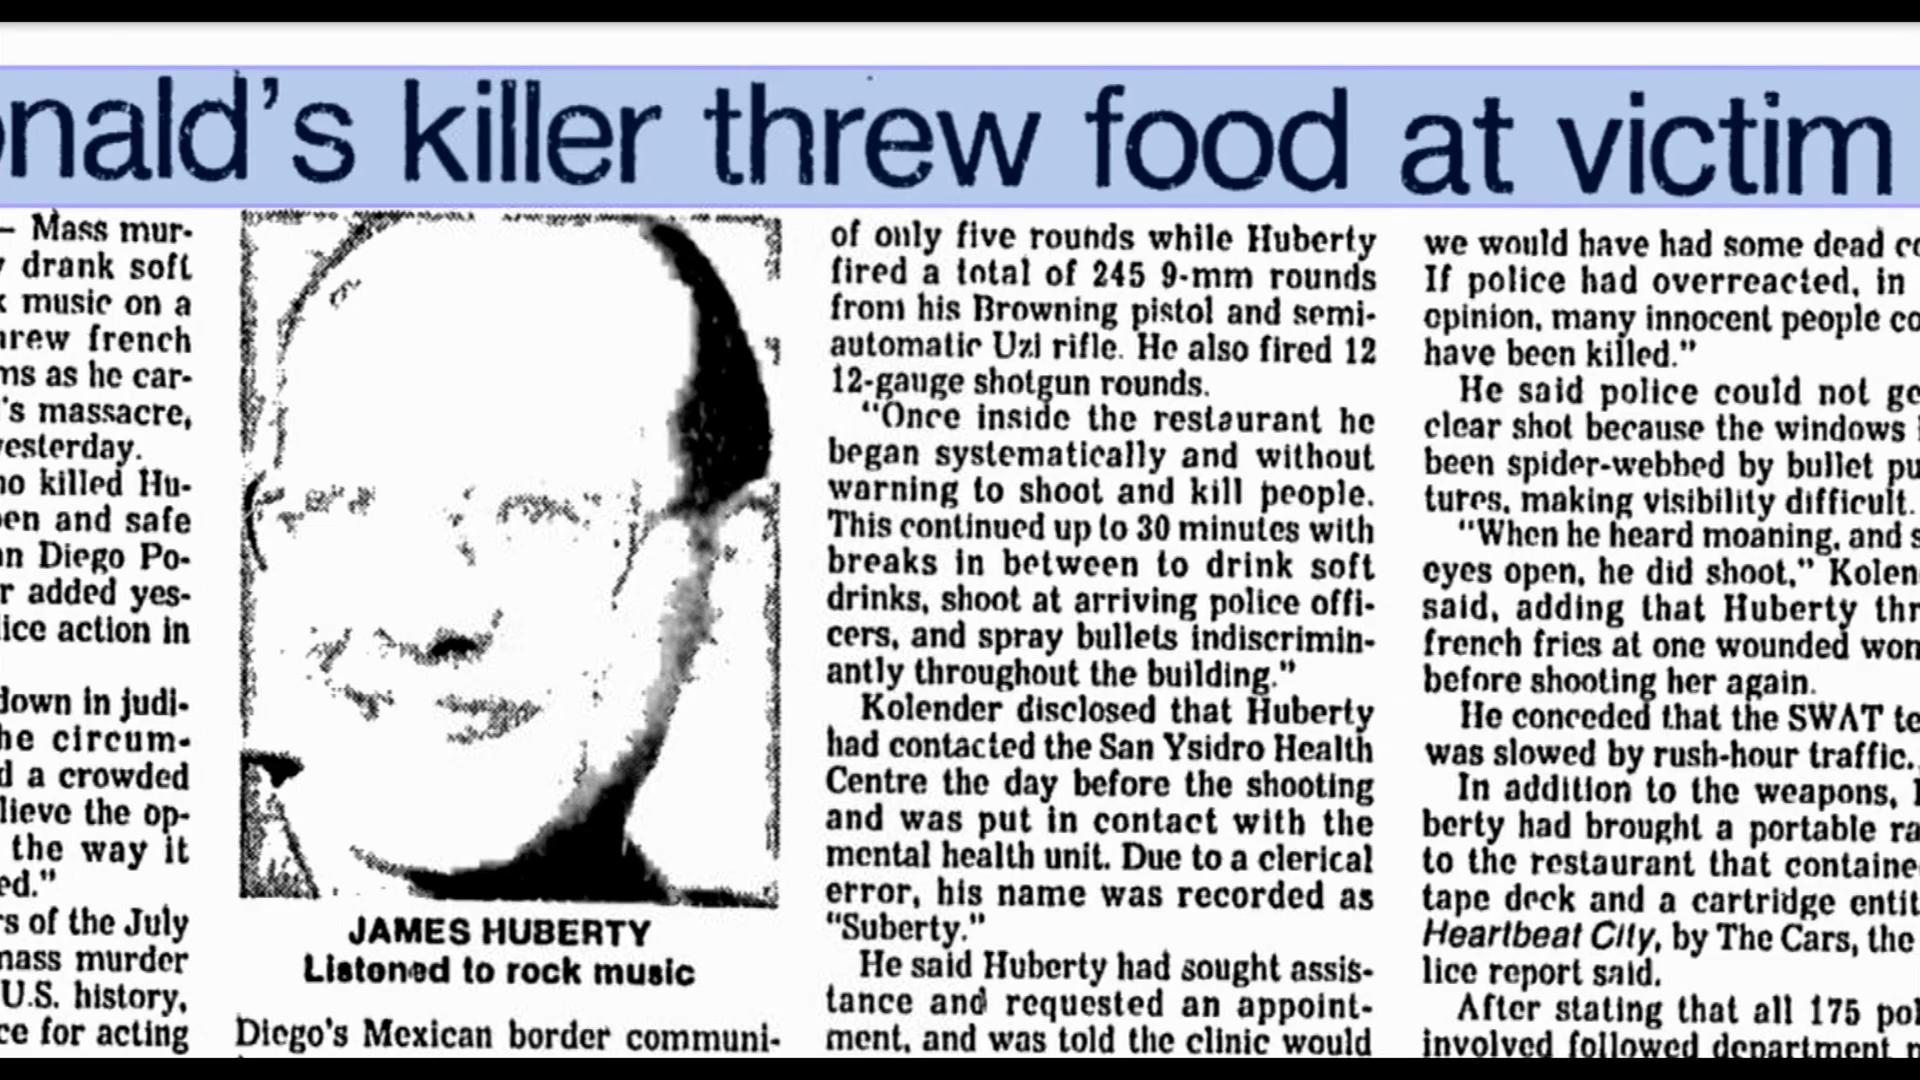 nald's killer threw food at victim
— Mass mur-
drank soft
music on a
french
as he car-
's massacre,
yesterday.
killed Hu-
and safe
Diego Po-
added yes-
action in
down in judi-
circum-
a crowded
the op-
the way it
of the July
mass murder
U.S. history,
for acting
JAMES HUBERTY
Listened to rock music
Diego's Mexican border communi-
of only five rounds while Huberty
fired a total of 245 9-mm rounds
from his Browning pistol and semi-
automatic Uzi rifle. He also fired 12
12-gauge shotgun rounds.
"Once inside the restaurant he
began systematically and without
warning to shoot and kill people.
This continued up to 30 minutes with
breaks in between to drink soft
drinks, shoot at arriving police offi-
cers, and spray bullets indiscrimin-
antly throughout the building."
Kolender disclosed that Huberty
had contacted the San Ysidro Health
Centre the day before the shooting
and was put in contact with the
mental health unit. Due to a clerical
error, his name was recorded as
"Suberty."
He said Huberty had sought assis-
tance and requested an appoint-
ment, and was told the clinic would
we would have had some dead
If police had overreacted, in
opinion, many innocent people
have been killed."
He said police could not
clear shot because the windows
been spider-webbed by bullet pu
tures, making visibility difficult.
"When he heard moaning, and
eyes open, he did shoot," Kolen
said, adding that Huberty thr
french fries at one wounded wom
before shooting her again.
He conceded that the SWAT te
was slowed by rush-hour traffic.
In addition to the weapons,
berty had brought a portable ra
to the restaurant that containe
tape deck and a cartridge entit
Heartbeat City, by The Cars, the
lice report said.
After stating that all 175 pol
involved followed department